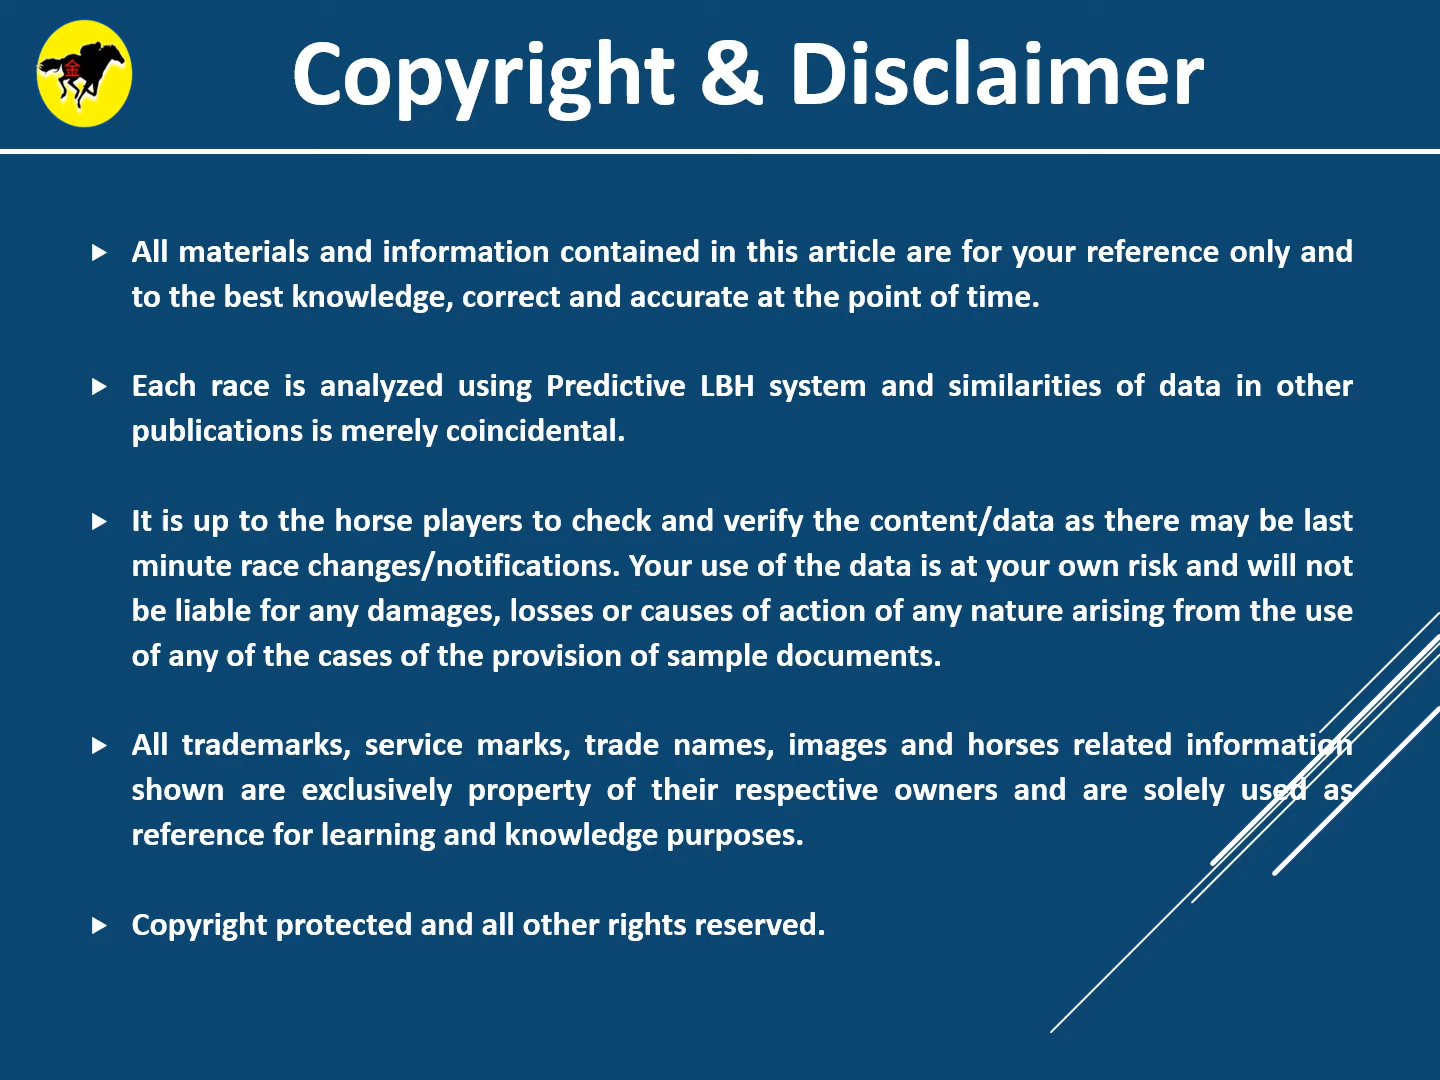 金
Copyright & Disclaimer
All materials and information contained in this article are for your reference only and
to the best knowledge, correct and accurate at the point of time.
Each race is analyzed using Predictive LBH system and similarities of data in other
publications is merely coincidental.
It is up to the horse players to check and verify the content/data as there may be last
minute race changes/notifications. Your use of the data is at your own risk and will not
be liable for any damages, losses or causes of action of any nature arising from the use
of any of the cases of the provision of sample documents.
All trademarks, service marks, trade names, images and horses related information
shown are exclusively property of their respective owners and are solely used as
reference for learning and knowledge purposes.
Copyright protected and all other rights reserved.